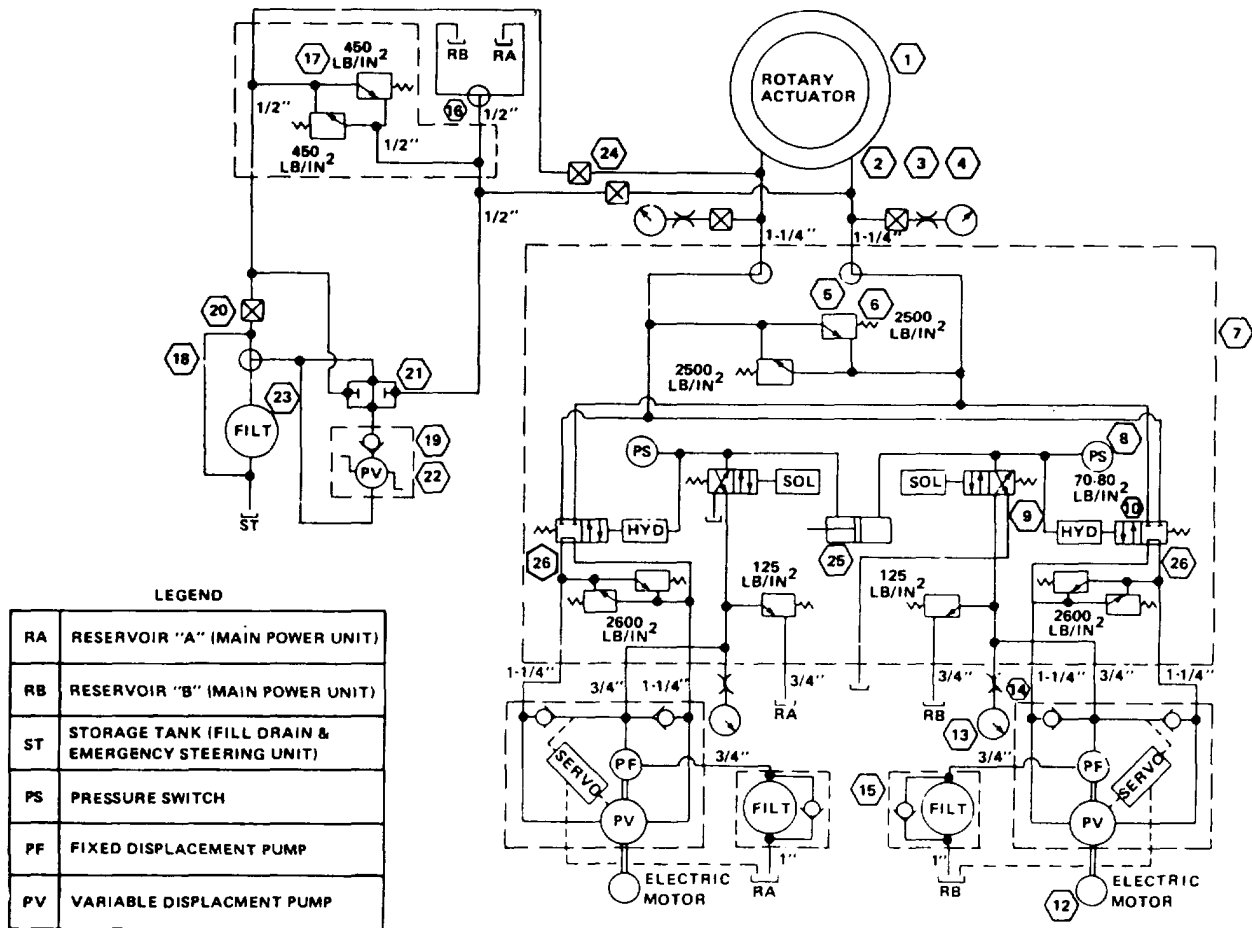 17
450
LB/IN²
RB
RA
1
ROTARY
ACTUATOR
1/2"
16
1/2"
450
LB/IN²
1/2"
24
2
3
4
1/2"
1-1/4"
1-1/4"
5
6
2500
LB/IN²
7
20
2500
LB/IN²
18
21
23
FILT
19
PV
22
ST
PS
SOL
SOL
PS
8
70-80
LB/IN²
9
10
HYD
HYD
25
26
26
125
LB/IN²
125
LB/IN²
2600
LB/IN²
2600
LB/IN²
1-1/4"
3/4"
1-1/4"
3/4"
RA
3/4"
RB
14
1-1/4"
3/4"
1-1/4"
13
SERVO
PF
3/4"
3/4"
PF
SERVO
15
FILT
FILT
PV
PV
1"
1"
RA
RB
ELECTRIC
MOTOR
12
ELECTRIC
MOTOR
LEGEND
RA RESERVOIR "A" (MAIN POWER UNIT)
RB RESERVOIR "B" (MAIN POWER UNIT)
ST STORAGE TANK (FILL DRAIN &
EMERGENCY STEERING UNIT)
PS PRESSURE SWITCH
PF FIXED DISPLACEMENT PUMP
PV VARIABLE DISPLACMENT PUMP